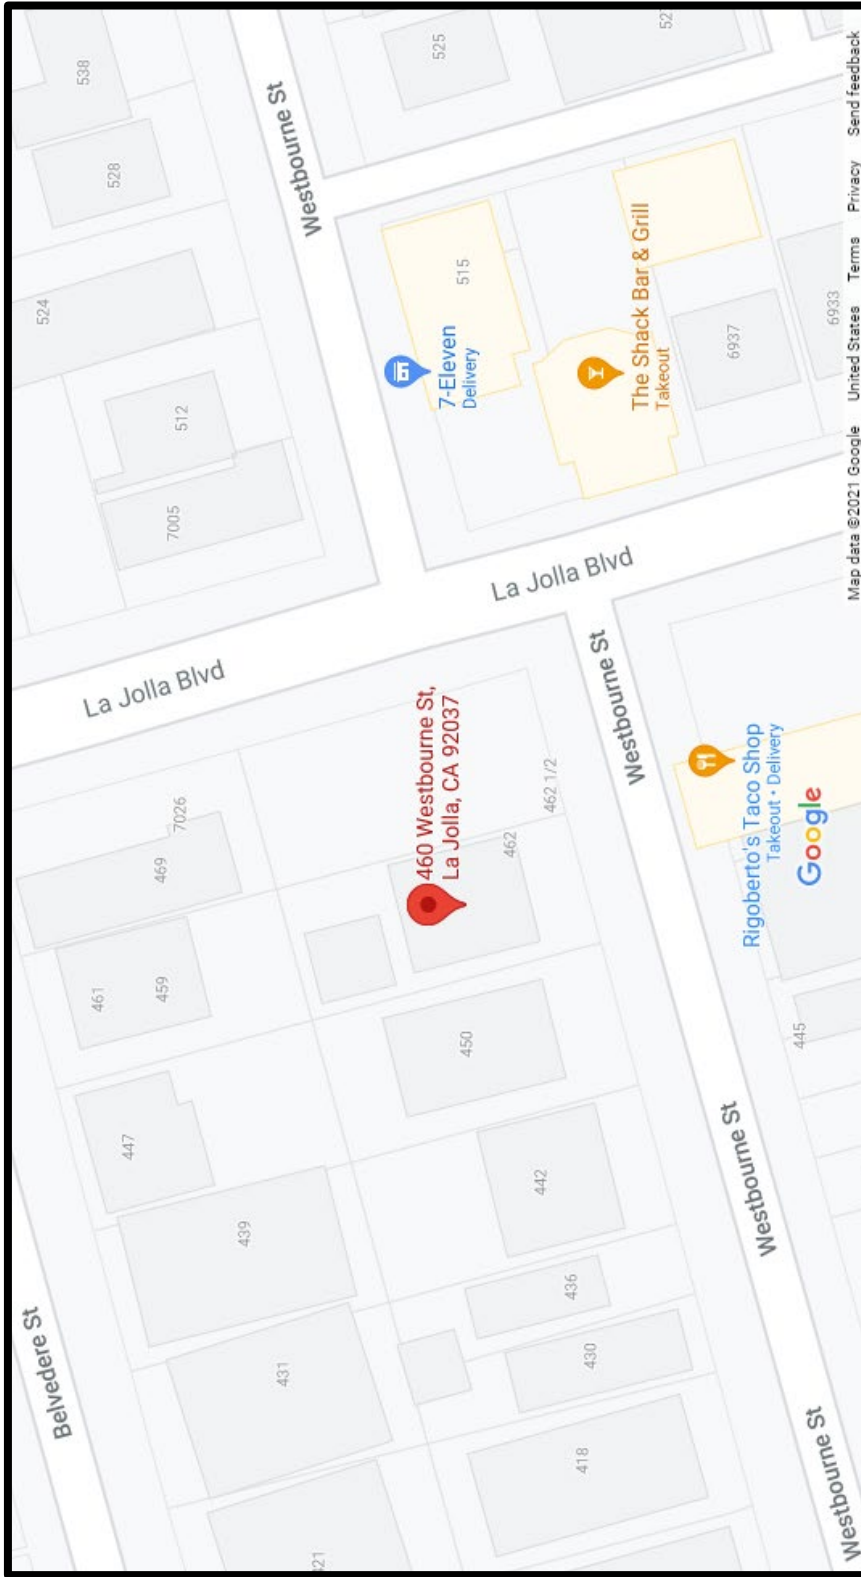 538
528
524
Westbourne St
525
512
7005
7-Eleven
Delivery
515
The Shack Bar & Grill
Takeout
6937
6933
La Jolla Blvd
La Jolla Blvd
7026
469
461
459
447
439
431
Belvedere St
460 Westbourne St,
La Jolla, CA 92037
462
462 1/2
450
442
436
430
418
Westbourne St
Westbourne St
Westbourne St
Rigoberto's Taco Shop
Takeout • Delivery
445
Google
Map data ©2021 Google United States Terms Privacy Send feedback